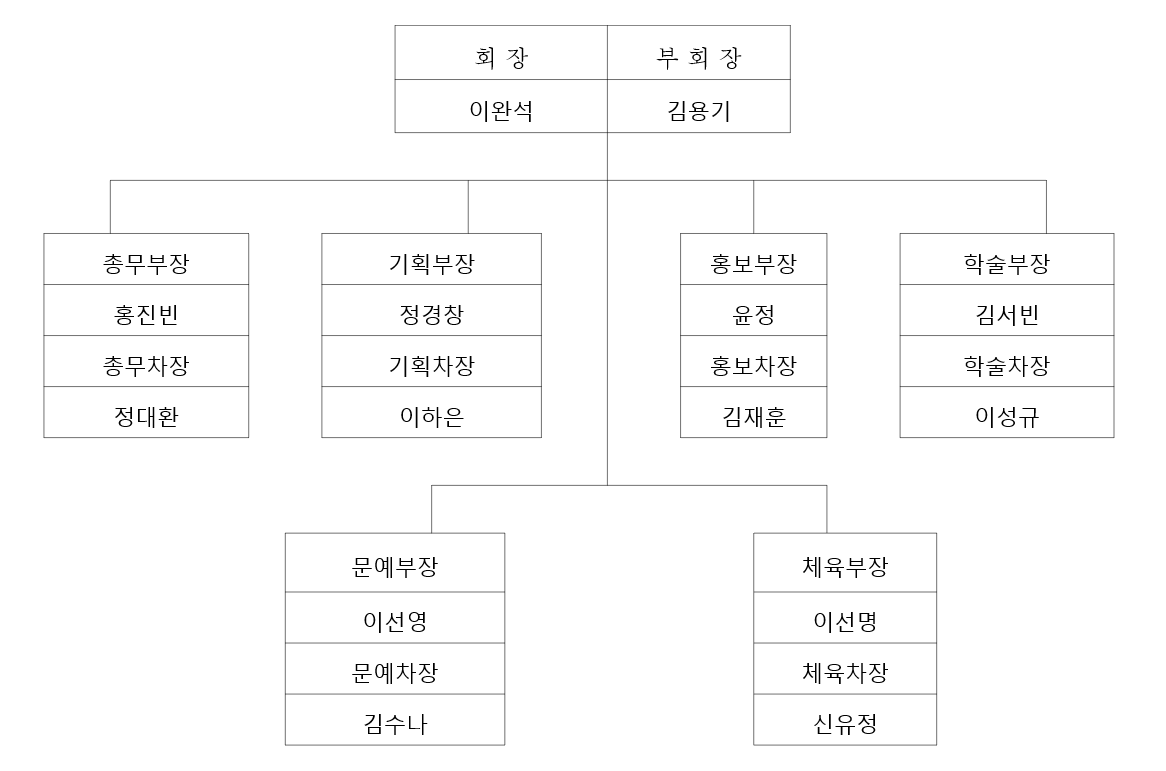 회 장 부 회 장
이완석 김용기
총무부장 기획부장 홍보부장 학술부장
홍진빈 정경창 윤정 김서빈
총무차장 기획차장 홍보차장 학술차장
정대환 이하은 김재훈 이성규
문예부장 체육부장
이선영 이선명
문예차장 체육차장
김수나 신유정